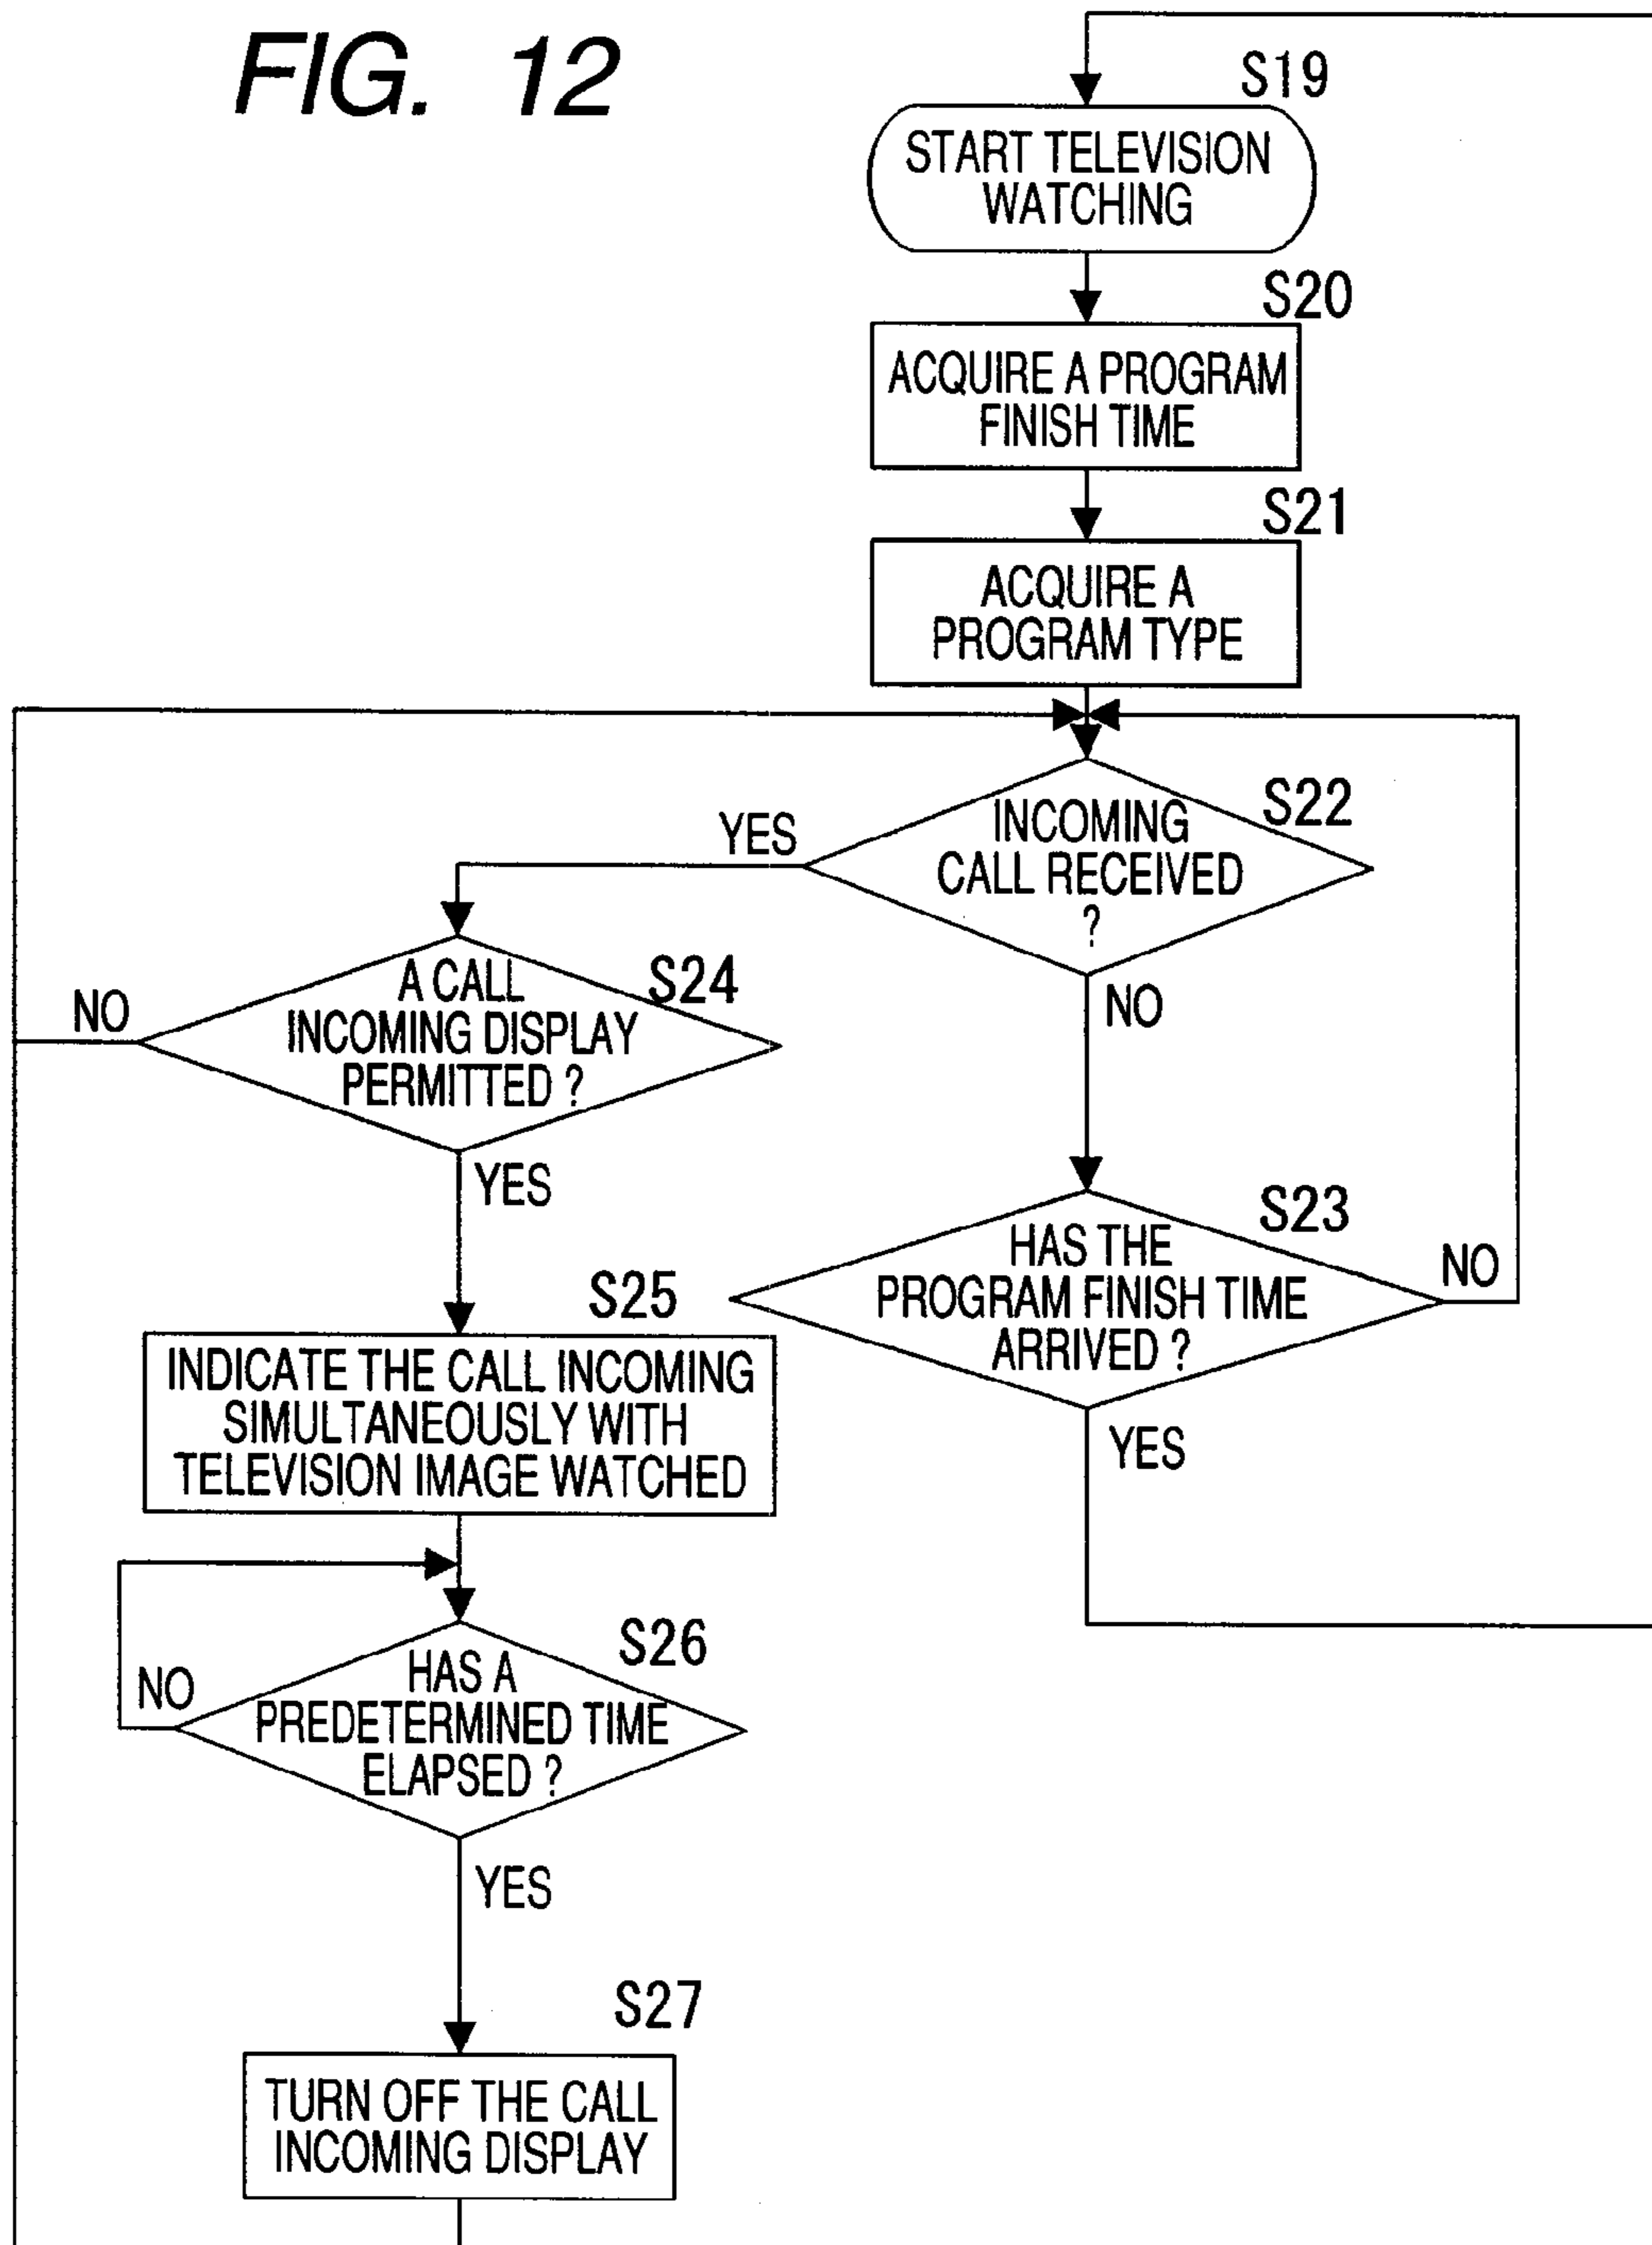 FIG. 12
S19
START TELEVISION
WATCHING
S20
ACQUIRE A PROGRAM
FINISH TIME
S21
ACQUIRE A
PROGRAM TYPE
S22
INCOMING
CALL RECEIVED
?
YES
NO
S24
A CALL
INCOMING DISPLAY
PERMITTED ?
NO
YES
S23
HAS THE
PROGRAM FINISH TIME
ARRIVED ?
NO
YES
S25
INDICATE THE CALL INCOMING
SIMULTANEOUSLY WITH
TELEVISION IMAGE WATCHED
S26
HAS A
PREDETERMINED TIME
ELAPSED ?
NO
YES
S27
TURN OFF THE CALL
INCOMING DISPLAY